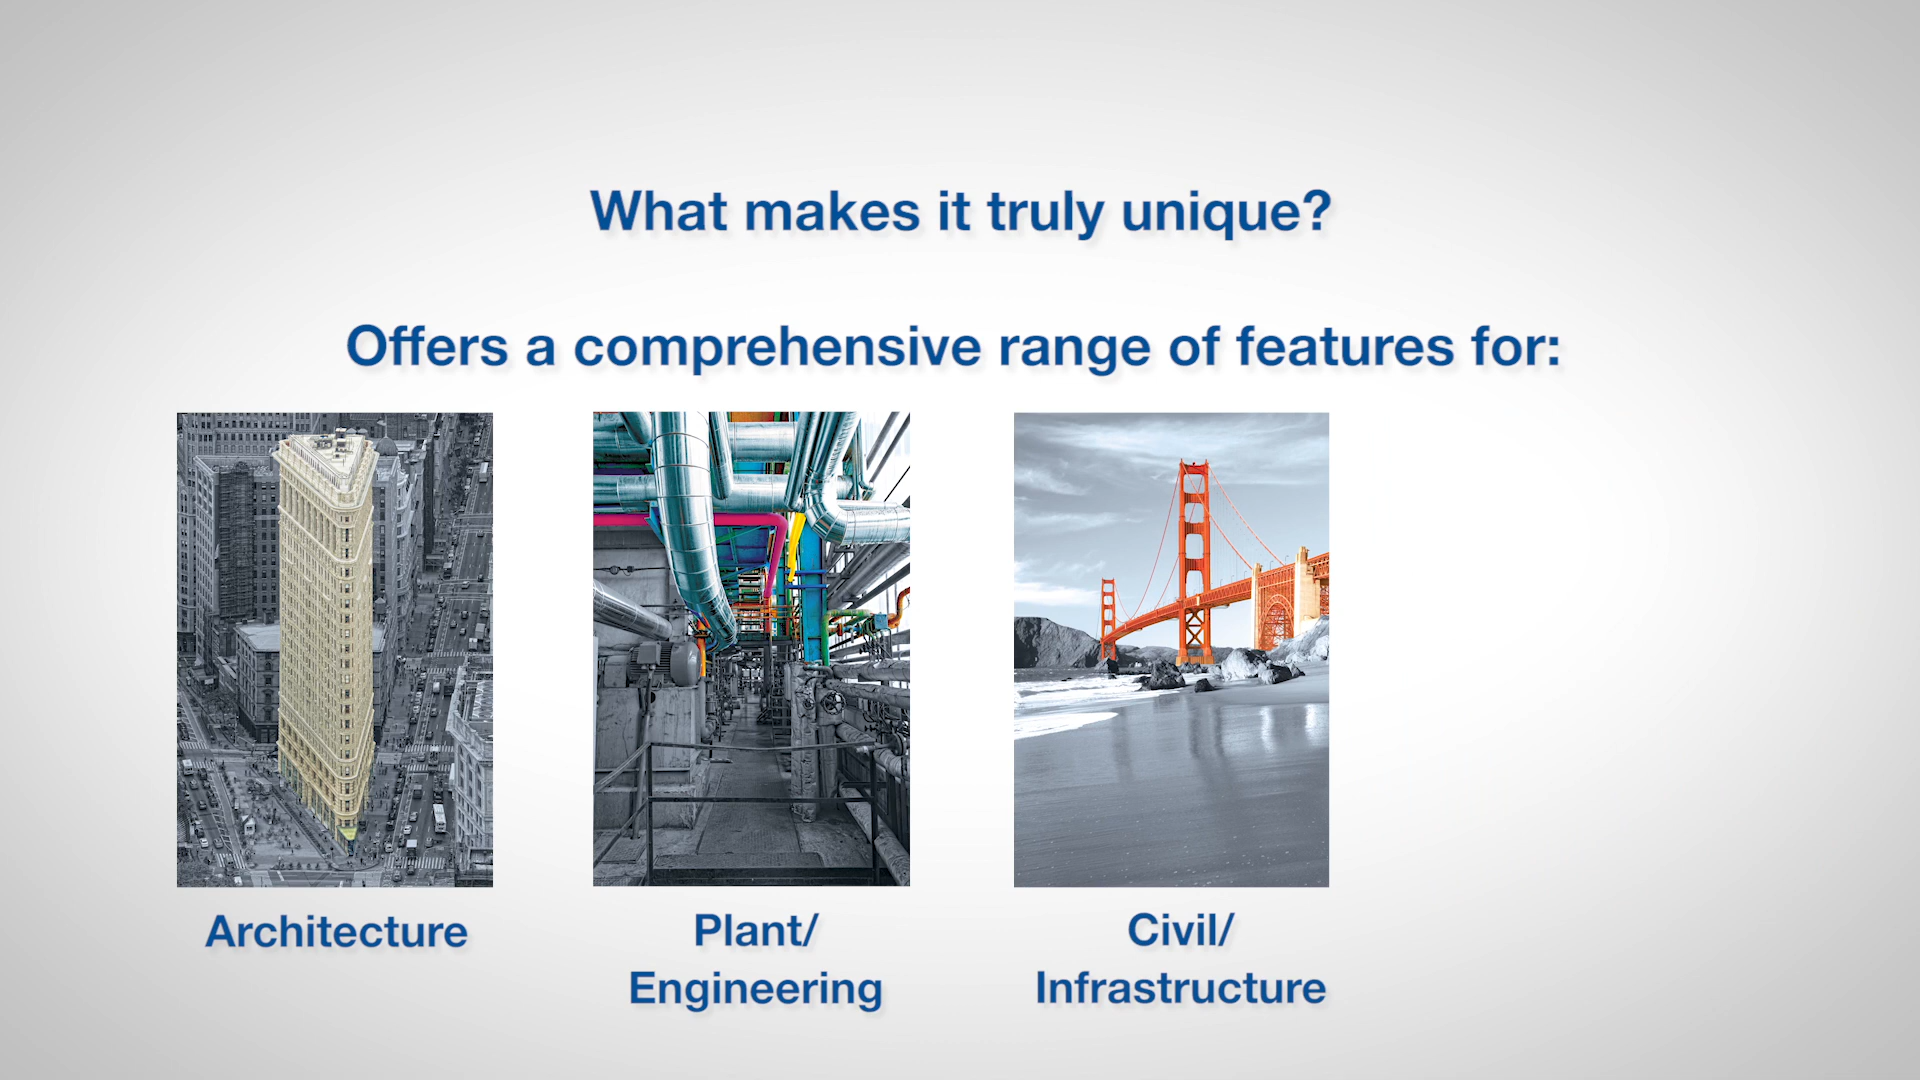 What makes it truly unique?
Offers a comprehensive range of features for:
Architecture
Plant/
Engineering
Civil/
Infrastructure